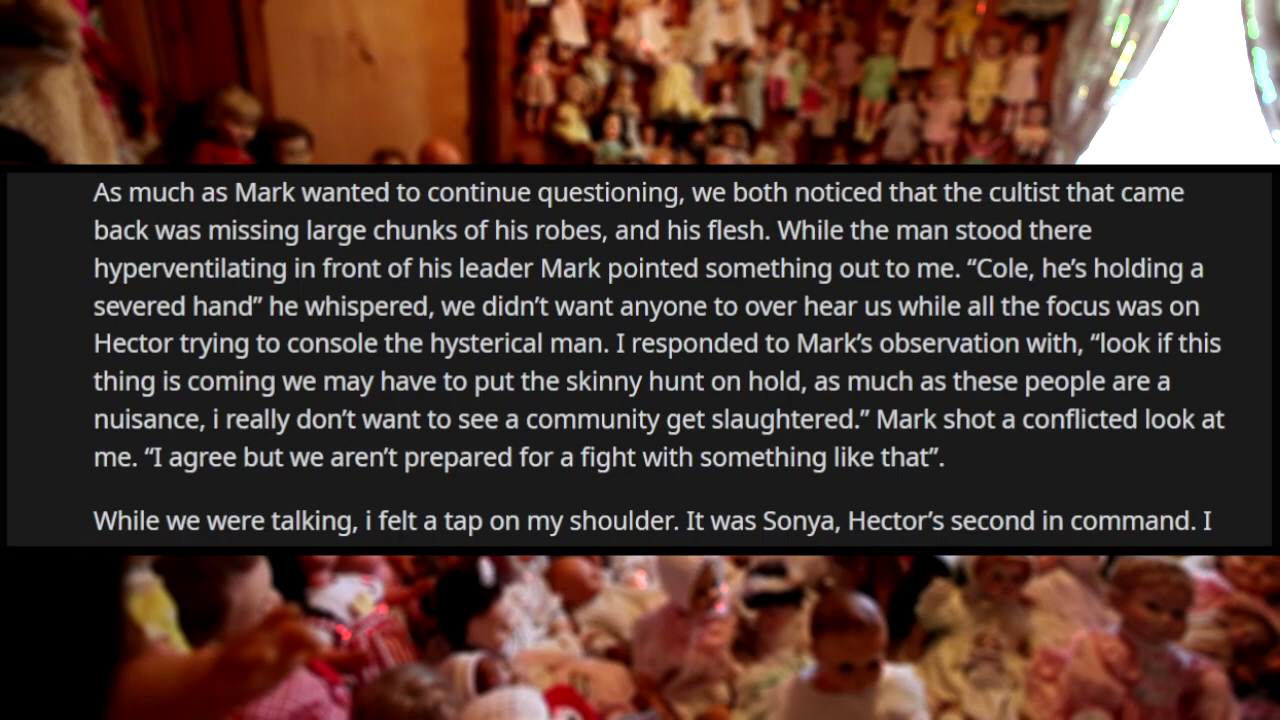 As much as Mark wanted to continue questioning, we both noticed that the cultist that came
back was missing large chunks of his robes, and his flesh. While the man stood there
hyperventilating in front of his leader Mark pointed something out to me. “Cole, he’s holding a
severed hand” he whispered, we didn’t want anyone to over hear us while all the focus was on
Hector trying to console the hysterical man. I responded to Mark’s observation with, “look if this
thing is coming we may have to put the skinny hunt on hold, as much as these people are a
nuisance, i really don’t want to see a community get slaughtered.” Mark shot a conflicted look at
me. “I agree but we aren’t prepared for a fight with something like that”.
While we were talking, i felt a tap on my shoulder. It was Sonya, Hector’s second in command. I